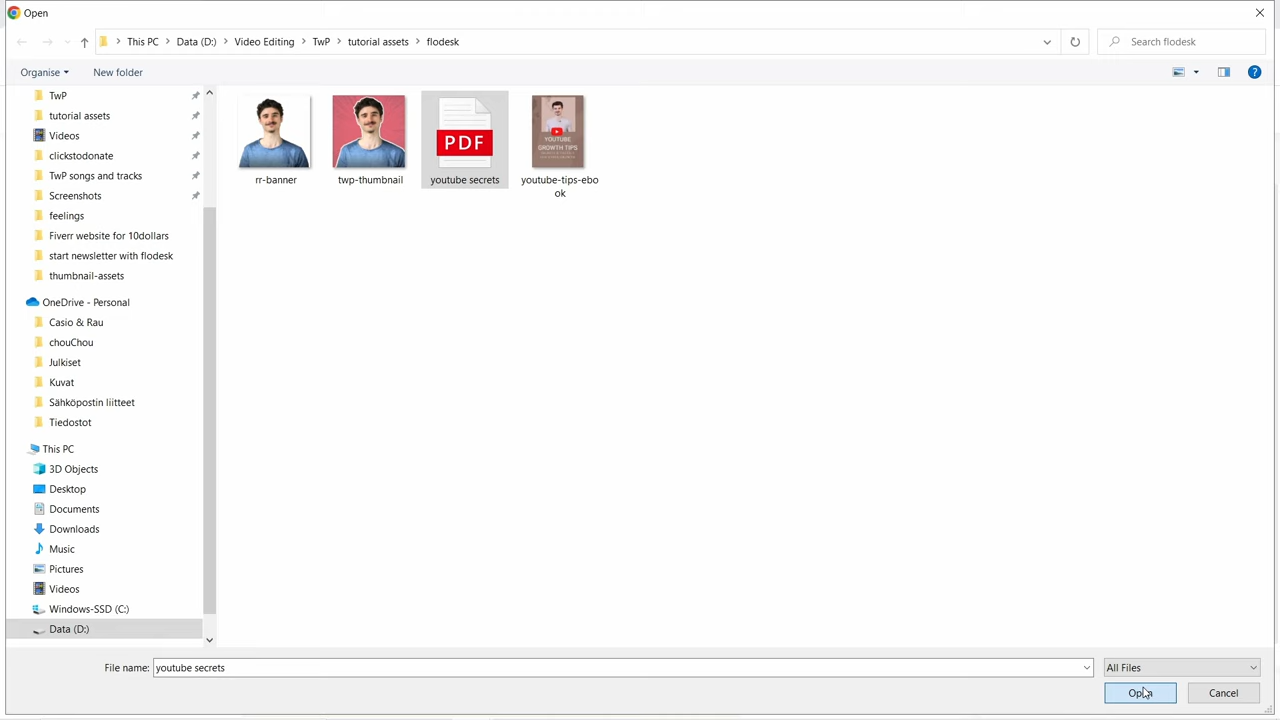 Open
This PC > Data (D:) > Video Editing > TwP > tutorial assets > flodesk
Search flodesk
Organise
New folder
?
TwP
tutorial assets
Videos
clickstodonate
TwP songs and tracks
Screenshots
feelings
Fiverr website for 10dollars
start newsletter with flodesk
thumbnail-assets
OneDrive - Personal
Casio & Rau
chouChou
Julkiset
Kuvat
Sähköpostin liitteet
Tiedostot
This PC
3D Objects
Desktop
Documents
Downloads
Music
Pictures
Videos
Windows-SSD (C:)
Data (D:)
rr-banner
twp-thumbnail
PDF
youtube secrets
YOUTUBE
GROWTH TIPS
youtube-tips-ebo
ok
File name:
youtube secrets
All Files
Open
Cancel